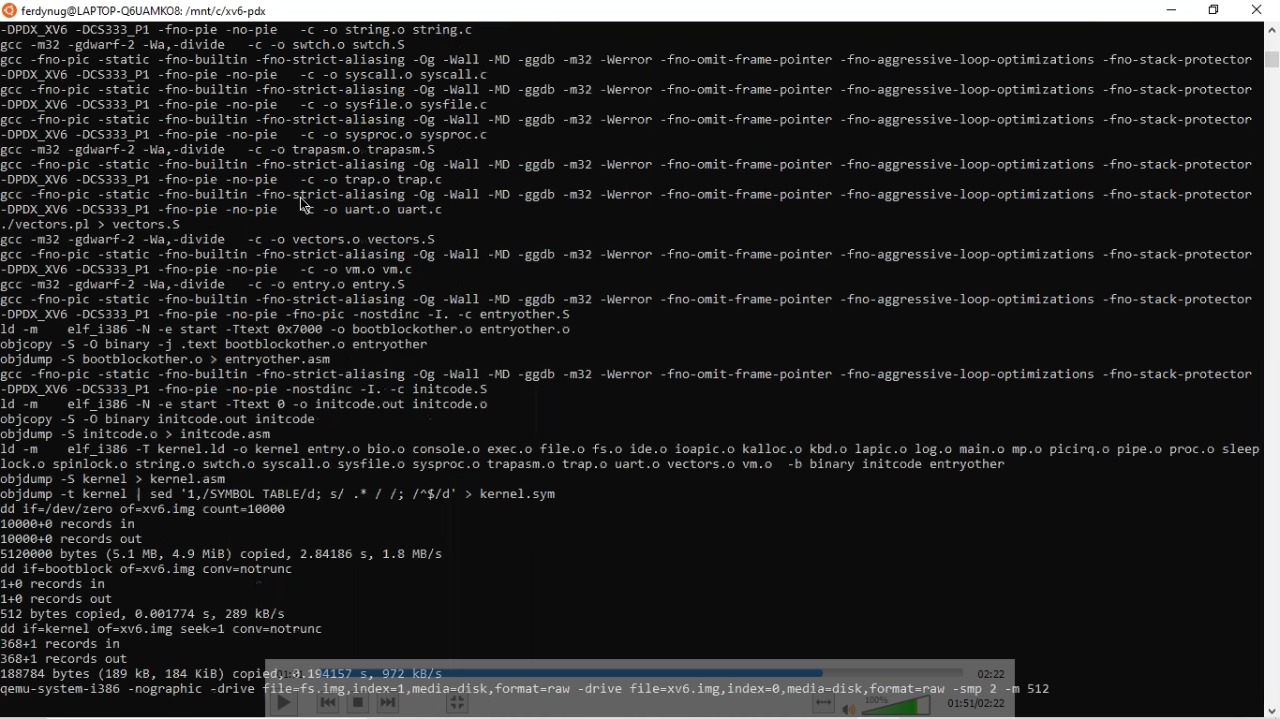 ferdynug@LAPTOP-Q6UAMKO8: /mnt/c/xv6-pdx
-DPDX_XV6 -DCS333_P1 -fno-pie -no-pie   -c -o string.o string.c
gcc -m32 -gdwarf-2 -Wa,-divide   -c -o swtch.o swtch.S
gcc -fno-pic -static -fno-builtin -fno-strict-aliasing -Og -Wall -MD -ggdb -m32 -Werror -fno-omit-frame-pointer -fno-aggressive-loop-optimizations -fno-stack-protector
-DPDX_XV6 -DCS333_P1 -fno-pie -no-pie   -c -o syscall.o syscall.c
gcc -fno-pic -static -fno-builtin -fno-strict-aliasing -Og -Wall -MD -ggdb -m32 -Werror -fno-omit-frame-pointer -fno-aggressive-loop-optimizations -fno-stack-protector
-DPDX_XV6 -DCS333_P1 -fno-pie -no-pie   -c -o sysfile.o sysfile.c
gcc -fno-pic -static -fno-builtin -fno-strict-aliasing -Og -Wall -MD -ggdb -m32 -Werror -fno-omit-frame-pointer -fno-aggressive-loop-optimizations -fno-stack-protector
-DPDX_XV6 -DCS333_P1 -fno-pie -no-pie   -c -o sysproc.o sysproc.c
gcc -m32 -gdwarf-2 -Wa,-divide   -c -o trapasm.o trapasm.S
gcc -fno-pic -static -fno-builtin -fno-strict-aliasing -Og -Wall -MD -ggdb -m32 -Werror -fno-omit-frame-pointer -fno-aggressive-loop-optimizations -fno-stack-protector
-DPDX_XV6 -DCS333_P1 -fno-pie -no-pie   -c -o trap.o trap.c
gcc -fno-pic -static -fno-builtin -fno-strict-aliasing -Og -Wall -MD -ggdb -m32 -Werror -fno-omit-frame-pointer -fno-aggressive-loop-optimizations -fno-stack-protector
-DPDX_XV6 -DCS333_P1 -fno-pie -no-pie   -c -o uart.o uart.c
./vectors.pl > vectors.S
gcc -m32 -gdwarf-2 -Wa,-divide   -c -o vectors.o vectors.S
gcc -fno-pic -static -fno-builtin -fno-strict-aliasing -Og -Wall -MD -ggdb -m32 -Werror -fno-omit-frame-pointer -fno-aggressive-loop-optimizations -fno-stack-protector
-DPDX_XV6 -DCS333_P1 -fno-pie -no-pie   -c -o vm.o vm.c
gcc -m32 -gdwarf-2 -Wa,-divide   -c -o entry.o entry.S
gcc -fno-pic -static -fno-builtin -fno-strict-aliasing -Og -Wall -MD -ggdb -m32 -Werror -fno-omit-frame-pointer -fno-aggressive-loop-optimizations -fno-stack-protector
-DPDX_XV6 -DCS333_P1 -fno-pie -no-pie -fno-pic -nostdinc -I. -c entryother.S
ld -m    elf_i386 -N -e start -Ttext 0x7000 -o bootblockother.o entryother.o
objcopy -S -O binary -j .text bootblockother.o entryother
objdump -S bootblockother.o > entryother.asm
gcc -fno-pic -static -fno-builtin -fno-strict-aliasing -Og -Wall -MD -ggdb -m32 -Werror -fno-omit-frame-pointer -fno-aggressive-loop-optimizations -fno-stack-protector
-DPDX_XV6 -DCS333_P1 -fno-pie -no-pie -nostdinc -I. -c initcode.S
ld -m    elf_i386 -N -e start -Ttext 0 -o initcode.out initcode.o
objcopy -S -O binary initcode.out initcode
objdump -S initcode.o > initcode.asm
ld -m    elf_i386 -T kernel.ld -o kernel entry.o bio.o console.o exec.o file.o fs.o ide.o ioapic.o kalloc.o kbd.o lapic.o log.o main.o mp.o picirq.o pipe.o proc.o sleep
lock.o spinlock.o string.o swtch.o syscall.o sysfile.o sysproc.o trapasm.o trap.o uart.o vectors.o vm.o  -b binary initcode entryother
objdump -S kernel > kernel.asm
objdump -t kernel | sed '1,/SYMBOL TABLE/d; s/ .* / /; /^$/d' > kernel.sym
dd if=/dev/zero of=xv6.img count=10000
10000+0 records in
10000+0 records out
5120000 bytes (5.1 MB, 4.9 MiB) copied, 2.84186 s, 1.8 MB/s
dd if=bootblock of=xv6.img conv=notrunc
1+0 records in
1+0 records out
512 bytes copied, 0.001774 s, 289 kB/s
dd if=kernel of=xv6.img seek=1 conv=notrunc
368+1 records in
368+1 records out
188784 bytes (189 kB, 184 KiB) copied, 0.194157 s, 972 kB/s
02:22
qemu-system-i386 -nographic -drive file=fs.img,index=1,media=disk,format=raw -drive file=xv6.img,index=0,media=disk,format=raw -smp 2 -m 512
100%
01:51/02:22